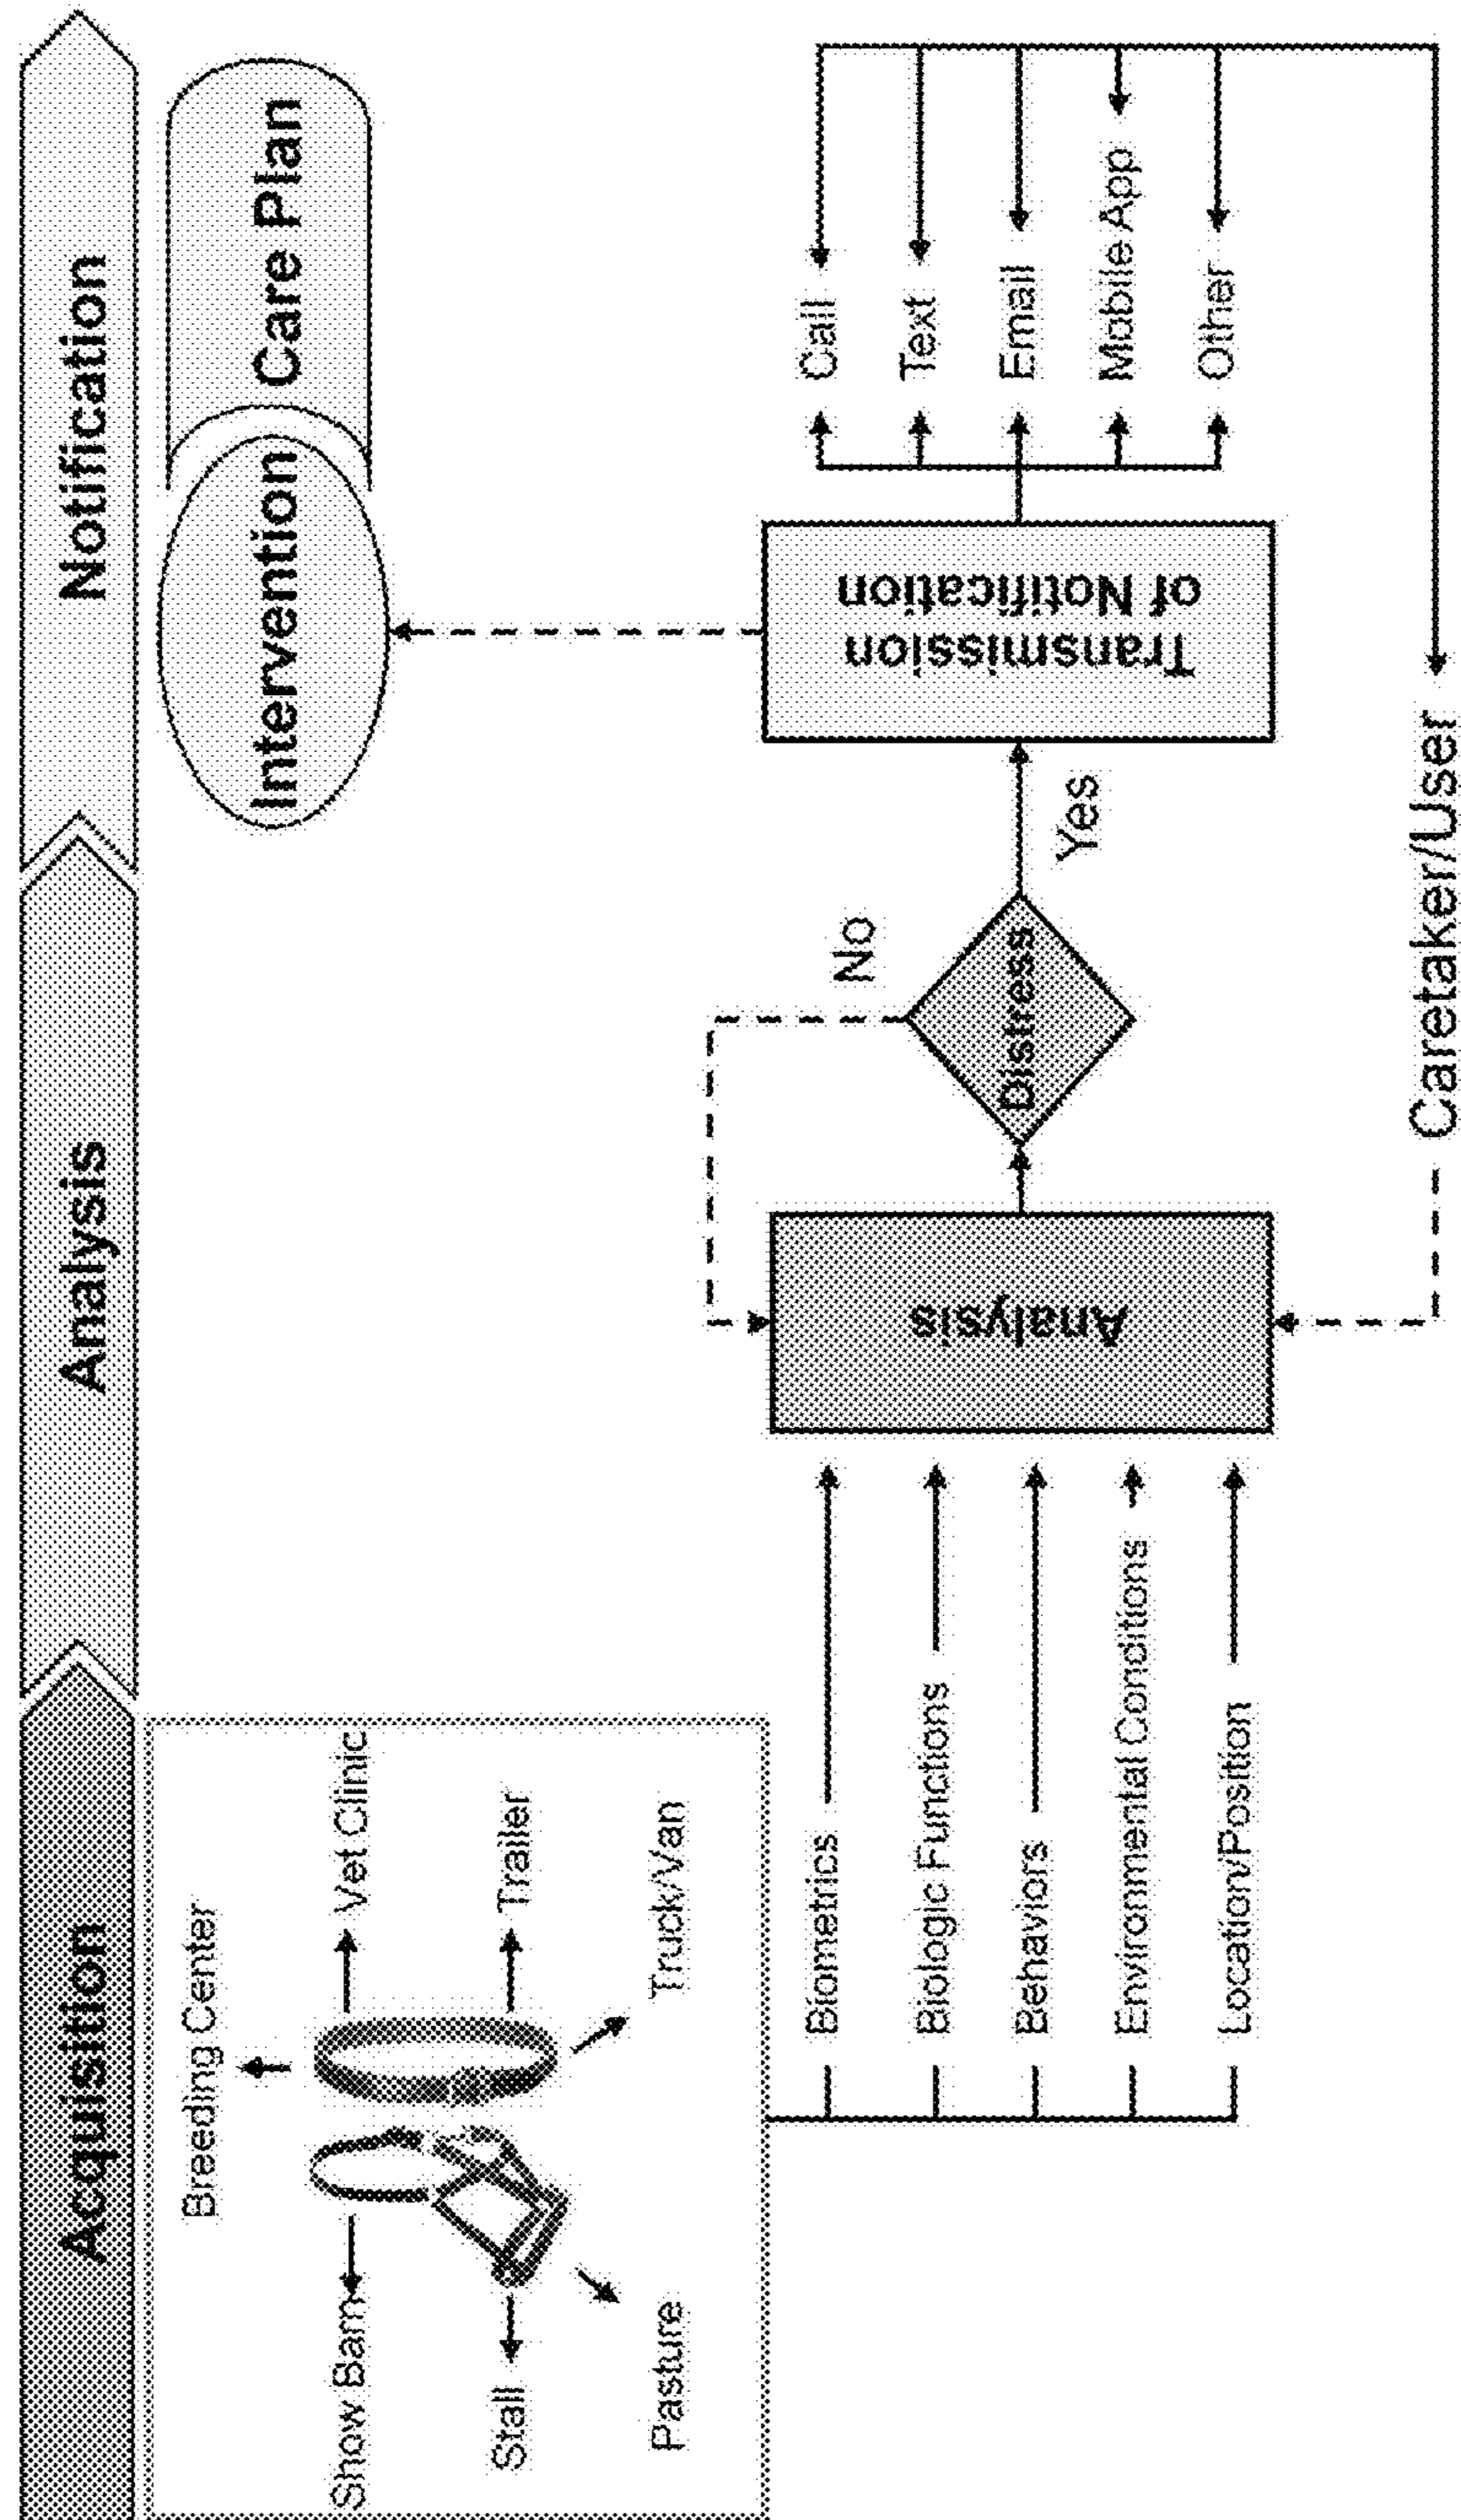 Acquisition
Analysis
Notification
Breeding Center
Show Barn
Vet Clinic
Stall
Trailer
Pasture
Truck/Van
Intervention
Care Plan
Biometrics
Biologic Functions
Behaviors
Environmental Conditions
Location/Position
Analysis
Distress
No
Yes
Transmission
of Notification
Call
Text
Email
Mobile App
Other
Caretaker/User